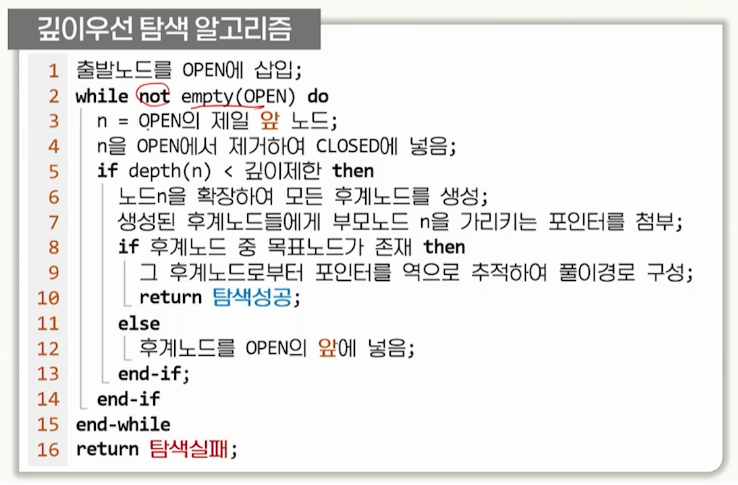 깊이우선 탐색 알고리즘
1 출발노드를 OPEN에 삽입;
2 while not empty(OPEN) do
3 n = OPEN의 제일 앞 노드;
4 n을 OPEN에서 제거하여 CLOSED에 넣음;
5 if depth(n) < 깊이제한 then
6 노드n을 확장하여 모든 후계노드를 생성;
7 생성된 후계노드들에게 부모노드 n을 가리키는 포인터를 첨부;
8 if 후계노드 중 목표노드가 존재 then
9 그 후계노드로부터 포인터를 역으로 추적하여 풀이경로 구성;
10 return 탐색성공;
11 else
12 후계노드를 OPEN의 앞에 넣음;
13 end-if;
14 end-if
15 end-while
16 return 탐색실패;